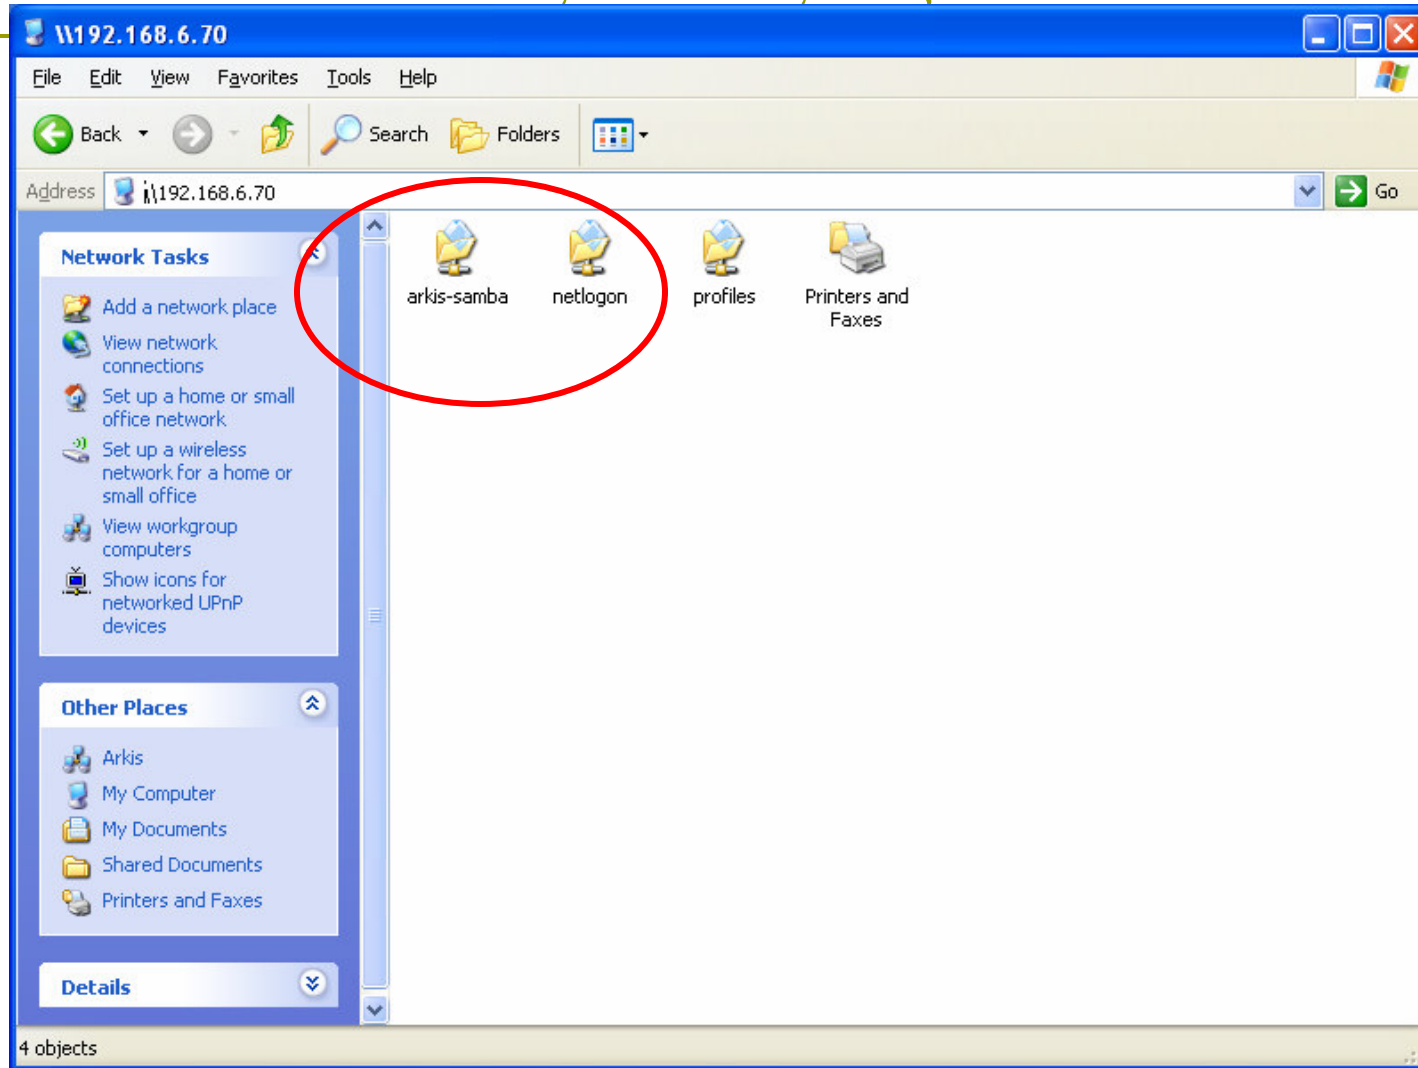 \\192.168.6.70
File Edit View Favorites Tools Help
Back Search Folders
Address \\192.168.6.70 Go
Network Tasks
Add a network place
View network
connections
Set up a home or small
office network
Set up a wireless
network for a home or
small office
View workgroup
computers
Show icons for
networked UPnP
devices
Other Places
Arkis
My Computer
My Documents
Shared Documents
Printers and Faxes
Details
arkis-samba netlogon profiles Printers and
Faxes
4 objects